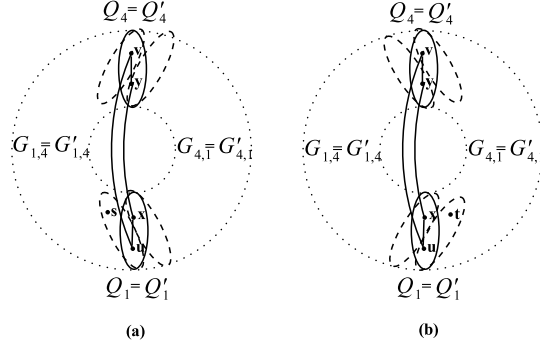 Q₄ = Q′₄
v
y
G₁,₄ = G′₁,₄
G₄,₁ = G′₄,₁
s
x
u
Q₁ = Q′₁
(a)
Q₄ = Q′₄
v
y
G₁,₄ = G′₁,₄
G₄,₁ = G′₄,
x
t
u
Q₁ = Q′₁
(b)